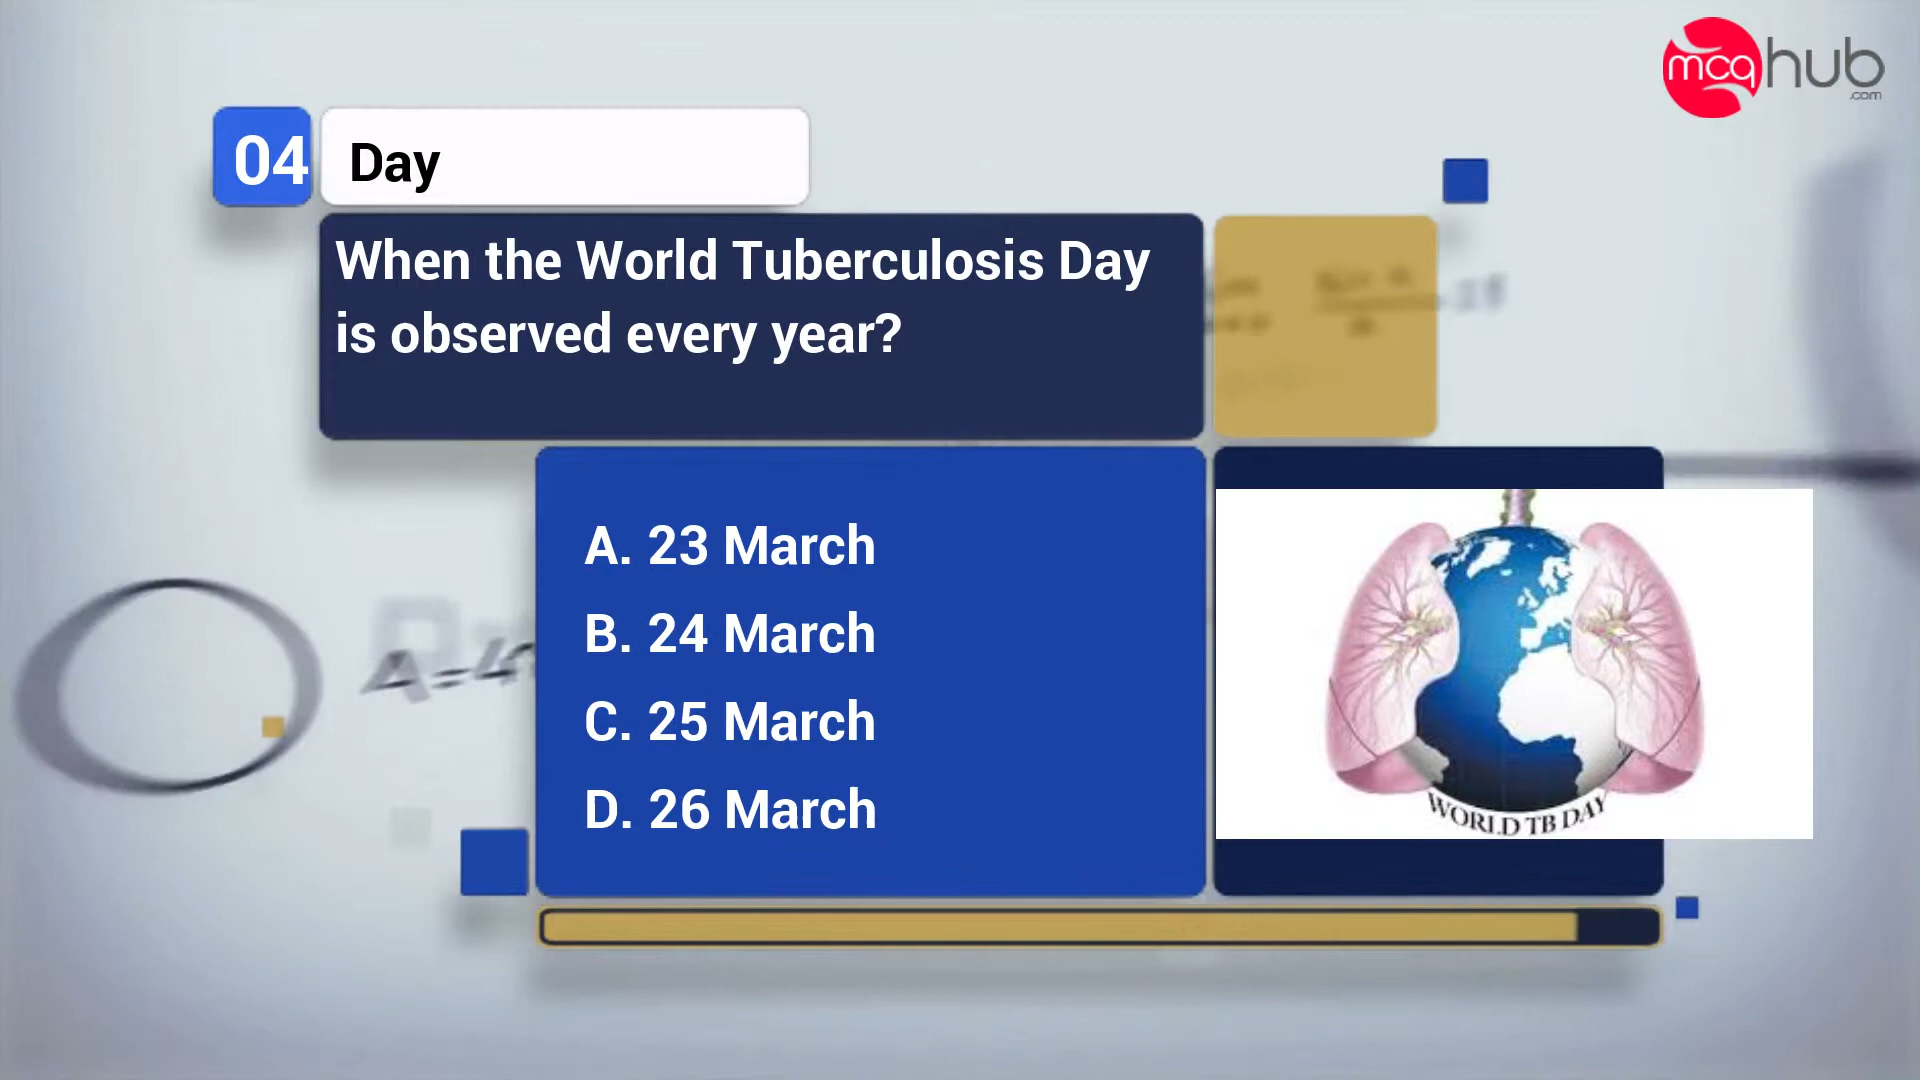 mcqhub
.com
04 Day
When the World Tuberculosis Day
is observed every year?
A. 23 March
B. 24 March
C. 25 March
D. 26 March
WORLD TB DAY